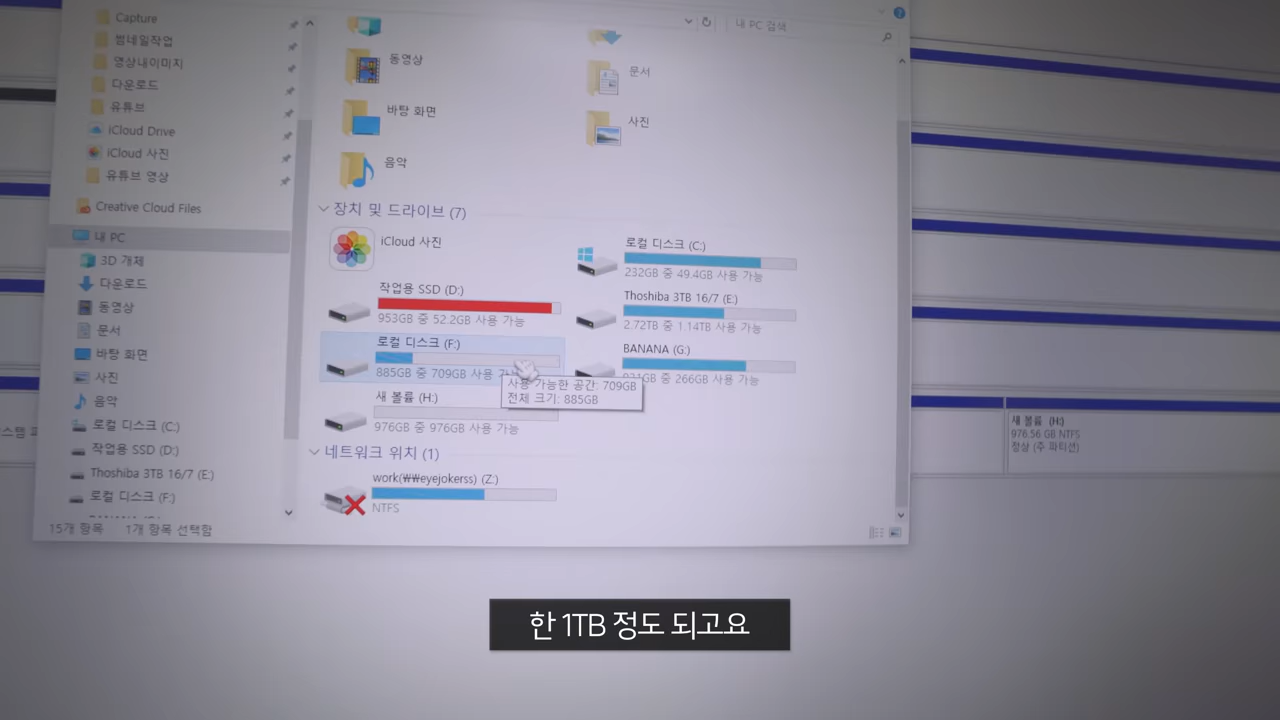 Capture
썸네일작업
영상내이미지
다운로드
유튜브
iCloud Drive
iCloud 사진
유튜브 영상
Creative Cloud Files
내 PC
3D 개체
다운로드
동영상
문서
바탕 화면
사진
음악
로컬 디스크 (C:)
작업용 SSD (D:)
Thoshiba 3TB 16/7 (E:)
로컬 디스크 (F:)
15개 항목 1개 항목 선택함
내 PC 검색
동영상
문서
바탕 화면
사진
음악
장치 및 드라이브 (7)
iCloud 사진
로컬 디스크 (C:)
232GB 중 49.4GB 사용 가능
작업용 SSD (D:)
953GB 중 52.2GB 사용 가능
Thoshiba 3TB 16/7 (E:)
2.72TB 중 1.14TB 사용 가능
로컬 디스크 (F:)
885GB 중 709GB 사용
BANANA (G:)
중 266GB 사용 가능
사용 가능한 공간: 709GB
전체 크기: 885GB
새 볼륨 (H:)
976GB 중 976GB 사용 가능
네트워크 위치 (1)
work(₩₩eyejokerss) (Z:)
NTFS
새 볼륨 (H:)
976.56 GB NTFS
정상 (주 파티션)
한 1TB 정도 되고요